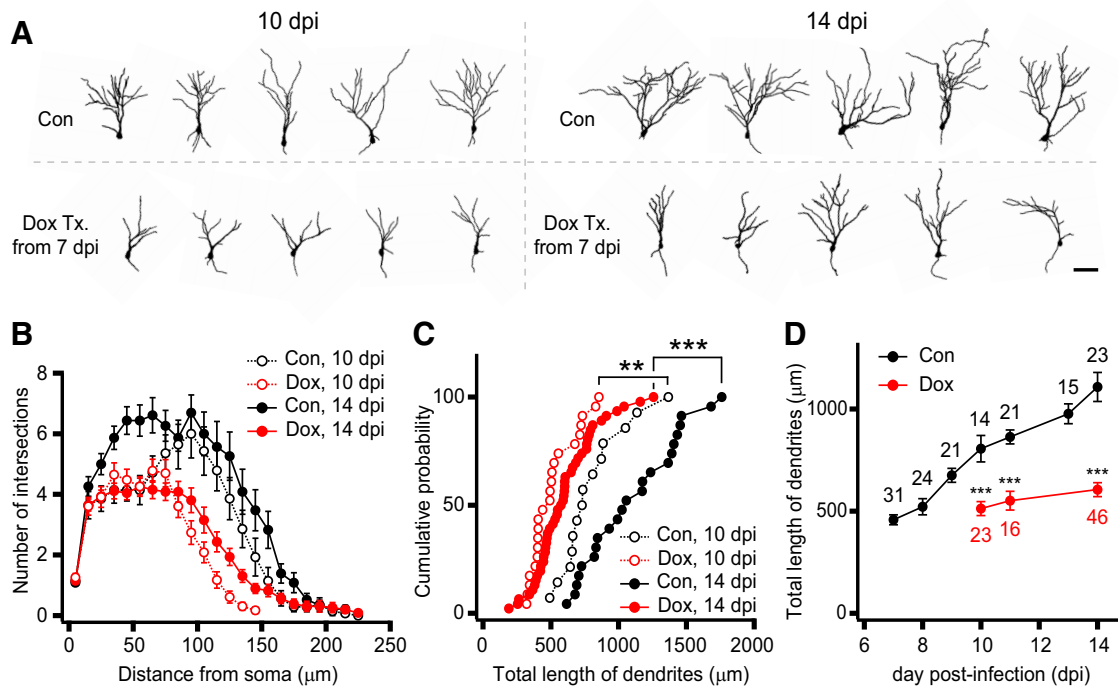 A
10 dpi
14 dpi
Con
Con
Dox Tx.
from 7 dpi
Dox Tx.
from 7 dpi
B
Number of intersections
8
6
4
2
0
0
50
100
150
200
250
Distance from soma (μm)
Con, 10 dpi
Dox, 10 dpi
Con, 14 dpi
Dox, 14 dpi
C
Cumulative probability
100
50
0
0
500
1000
1500
2000
Total length of dendrites (μm)
**
***
Con, 10 dpi
Dox, 10 dpi
Con, 14 dpi
Dox, 14 dpi
D
Total length of dendrites (μm)
1000
500
0
6
8
10
12
14
day post-infection (dpi)
Con
Dox
31
24
21
14
21
15
23
***
***
***
23
16
46